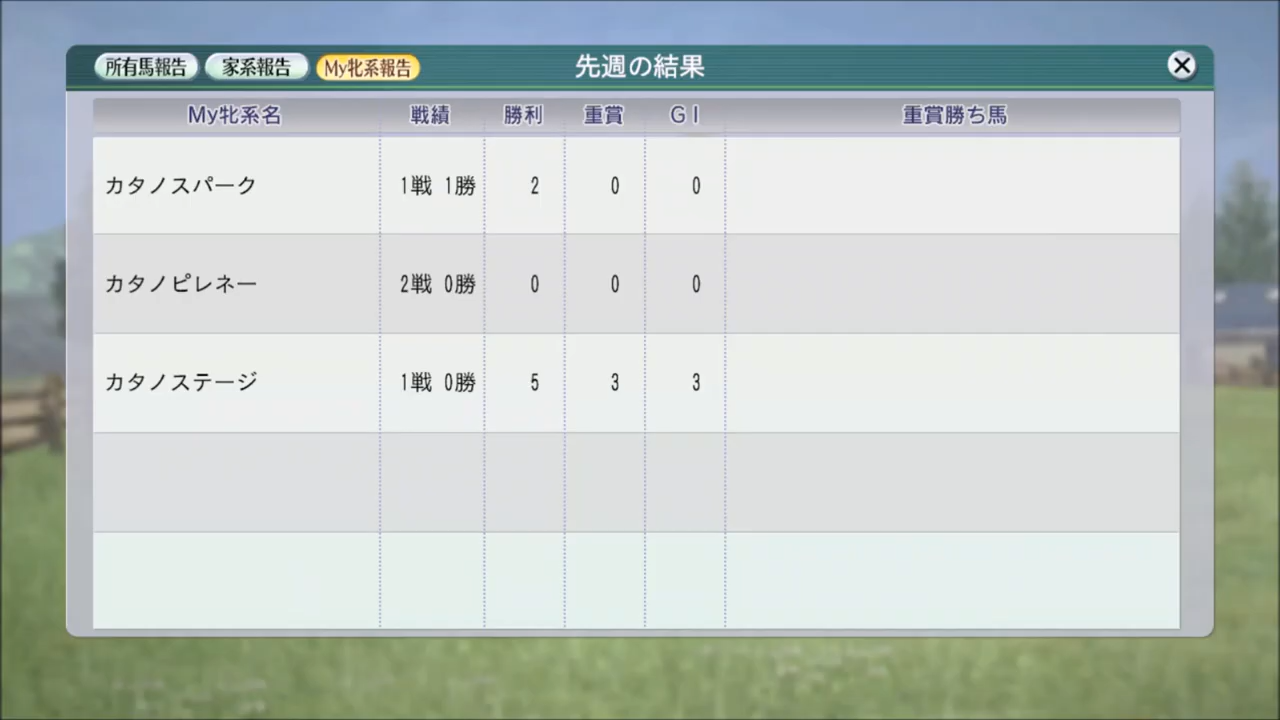 所有馬報告 家系報告 My牝系報告 先週の結果
My牝系名 戦績 勝利 重賞 GⅠ 重賞勝ち馬
カタノスパーク 1戦 1勝 2 0 0
カタノピレネー 2戦 0勝 0 0 0
カタノステージ 1戦 0勝 5 3 3